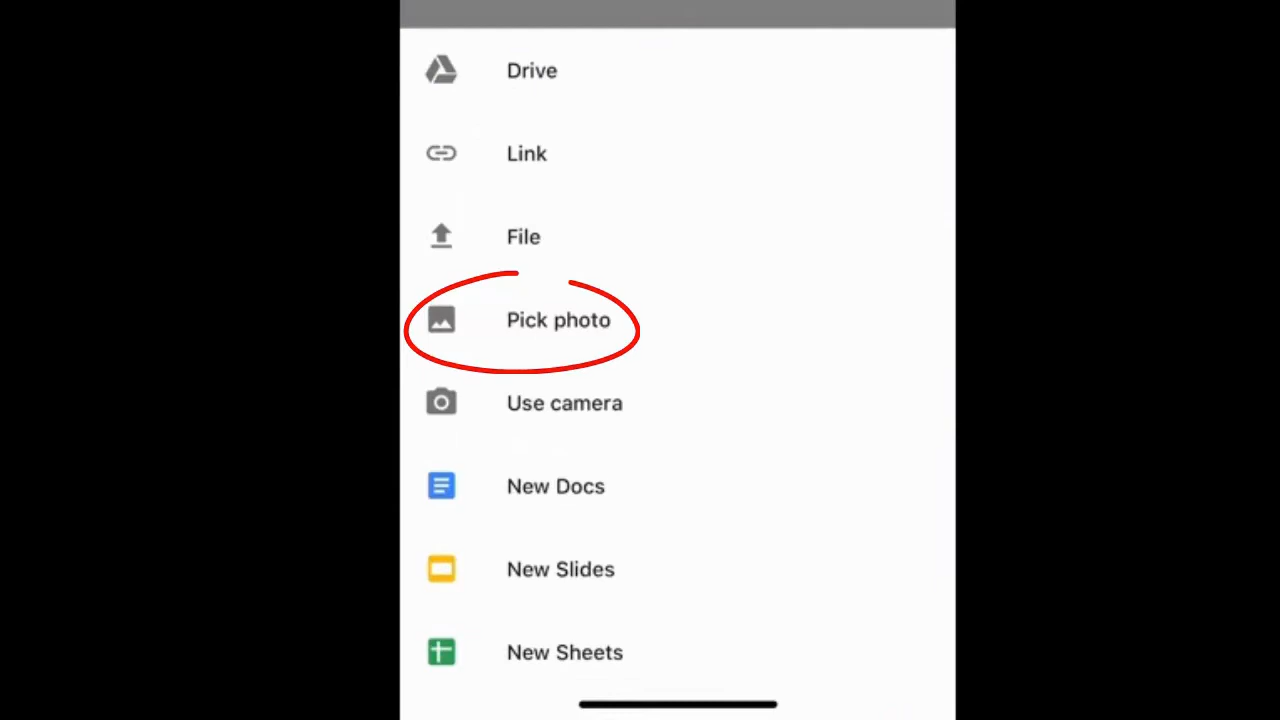 Drive
Link
File
Pick photo
Use camera
New Docs
New Slides
New Sheets